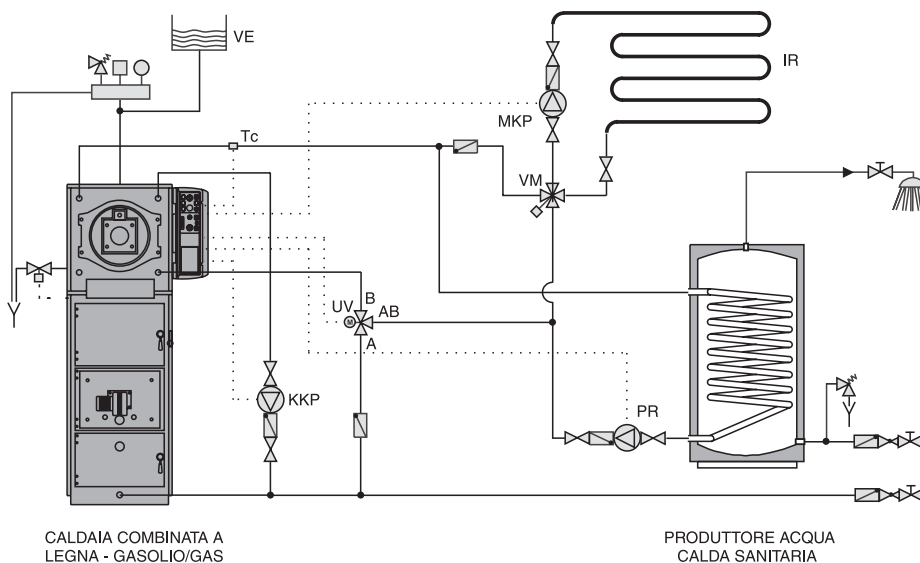 VE
IR
MKP
Tc
VM
B
UV
AB
M
A
KKP
PR
CALDAIA COMBINATA A
LEGNA - GASOLIO/GAS
PRODUTTORE ACQUA
CALDA SANITARIA